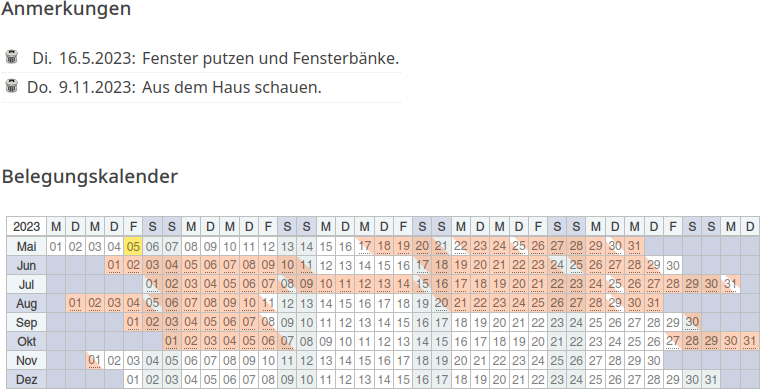 Anmerkungen
Di. 16.5.2023: Fenster putzen und Fensterbänke.
Do. 9.11.2023: Aus dem Haus schauen.
Belegungskalender
2023 M D M D F S S M D M D F S S M D M D F S S M D M D F S S M D M D F S S M D
Mai 01 02 03 04 05 06 07 08 09 10 11 12 13 14 15 16 17 18 19 20 21 22 23 24 25 26 27 28 29 30 31
Jun 01 02 03 04 05 06 07 08 09 10 11 12 13 14 15 16 17 18 19 20 21 22 23 24 25 26 27 28 29 30
Jul 01 02 03 04 05 06 07 08 09 10 11 12 13 14 15 16 17 18 19 20 21 22 23 24 25 26 27 28 29 30 31
Aug 01 02 03 04 05 06 07 08 09 10 11 12 13 14 15 16 17 18 19 20 21 22 23 24 25 26 27 28 29 30 31
Sep 01 02 03 04 05 06 07 08 09 10 11 12 13 14 15 16 17 18 19 20 21 22 23 24 25 26 27 28 29 30
Okt 01 02 03 04 05 06 07 08 09 10 11 12 13 14 15 16 17 18 19 20 21 22 23 24 25 26 27 28 29 30 31
Nov 01 02 03 04 05 06 07 08 09 10 11 12 13 14 15 16 17 18 19 20 21 22 23 24 25 26 27 28 29 30
Dez 01 02 03 04 05 06 07 08 09 10 11 12 13 14 15 16 17 18 19 20 21 22 23 24 25 26 27 28 29 30 31